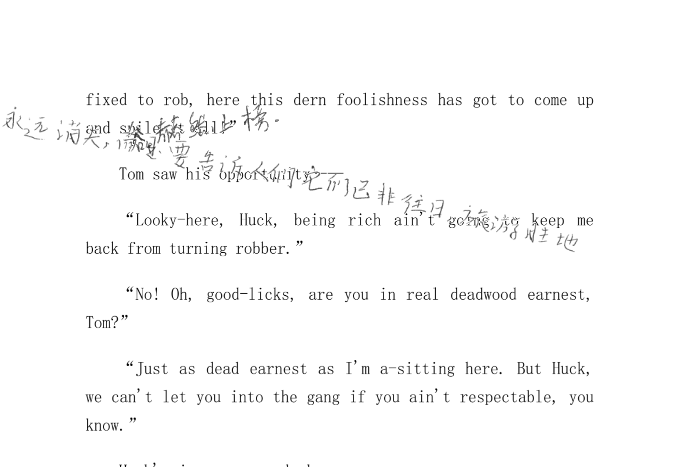 fixed to rob, here this dern foolishness has got to come up
永远消失,
and spile it all!”
榜.
Tom saw his opportunity——
要告诉人们它们已非往日旅游胜地
“Looky-here, Huck, being rich ain't going to keep me
back from turning robber.”
“No! Oh, good-licks, are you in real deadwood earnest,
Tom?”
“Just as dead earnest as I'm a-sitting here. But Huck,
we can't let you into the gang if you ain't respectable, you
know.”